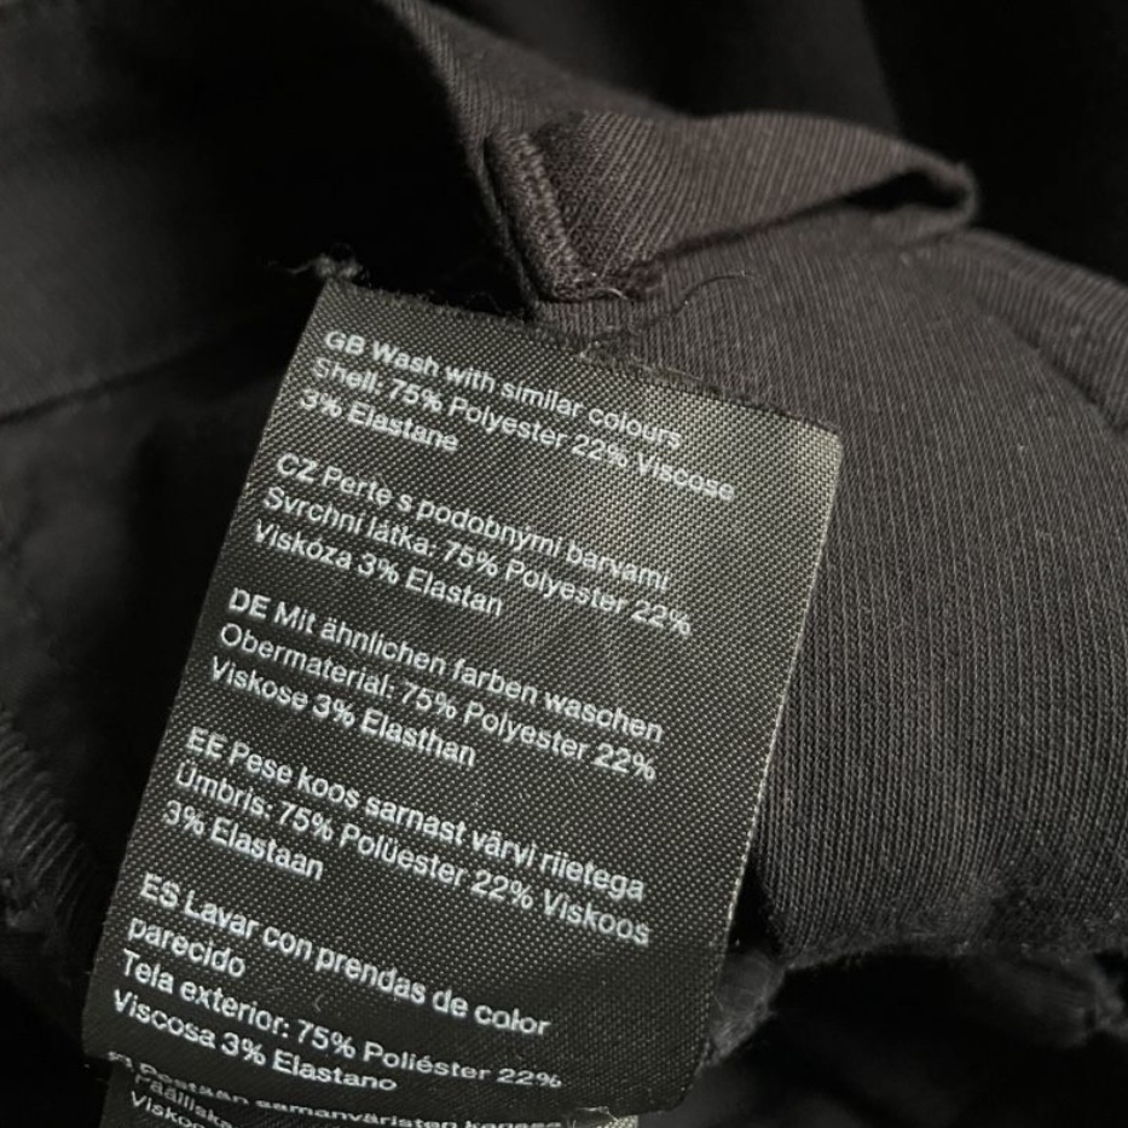 GB Wash with similar colours
Shell: 75% Polyester 22% Viscose
3% Elastane
CZ Perte s podobnými barvami
Svrchní látka: 75% Polyester 22%
Viskóza 3% Elastan
DE Mit ähnlichen farben waschen
Obermaterial: 75% Polyester 22%
Viskose 3% Elasthan
EE Pese koos sarnast värvi riietega
Ümbris: 75% Polüester 22% Viskoos
3% Elastaan
ES Lavar con prendas de color
parecido
Tela exterior: 75% Poliéster 22%
Viscosa 3% Elastano
Pestään samanväristen kanssa